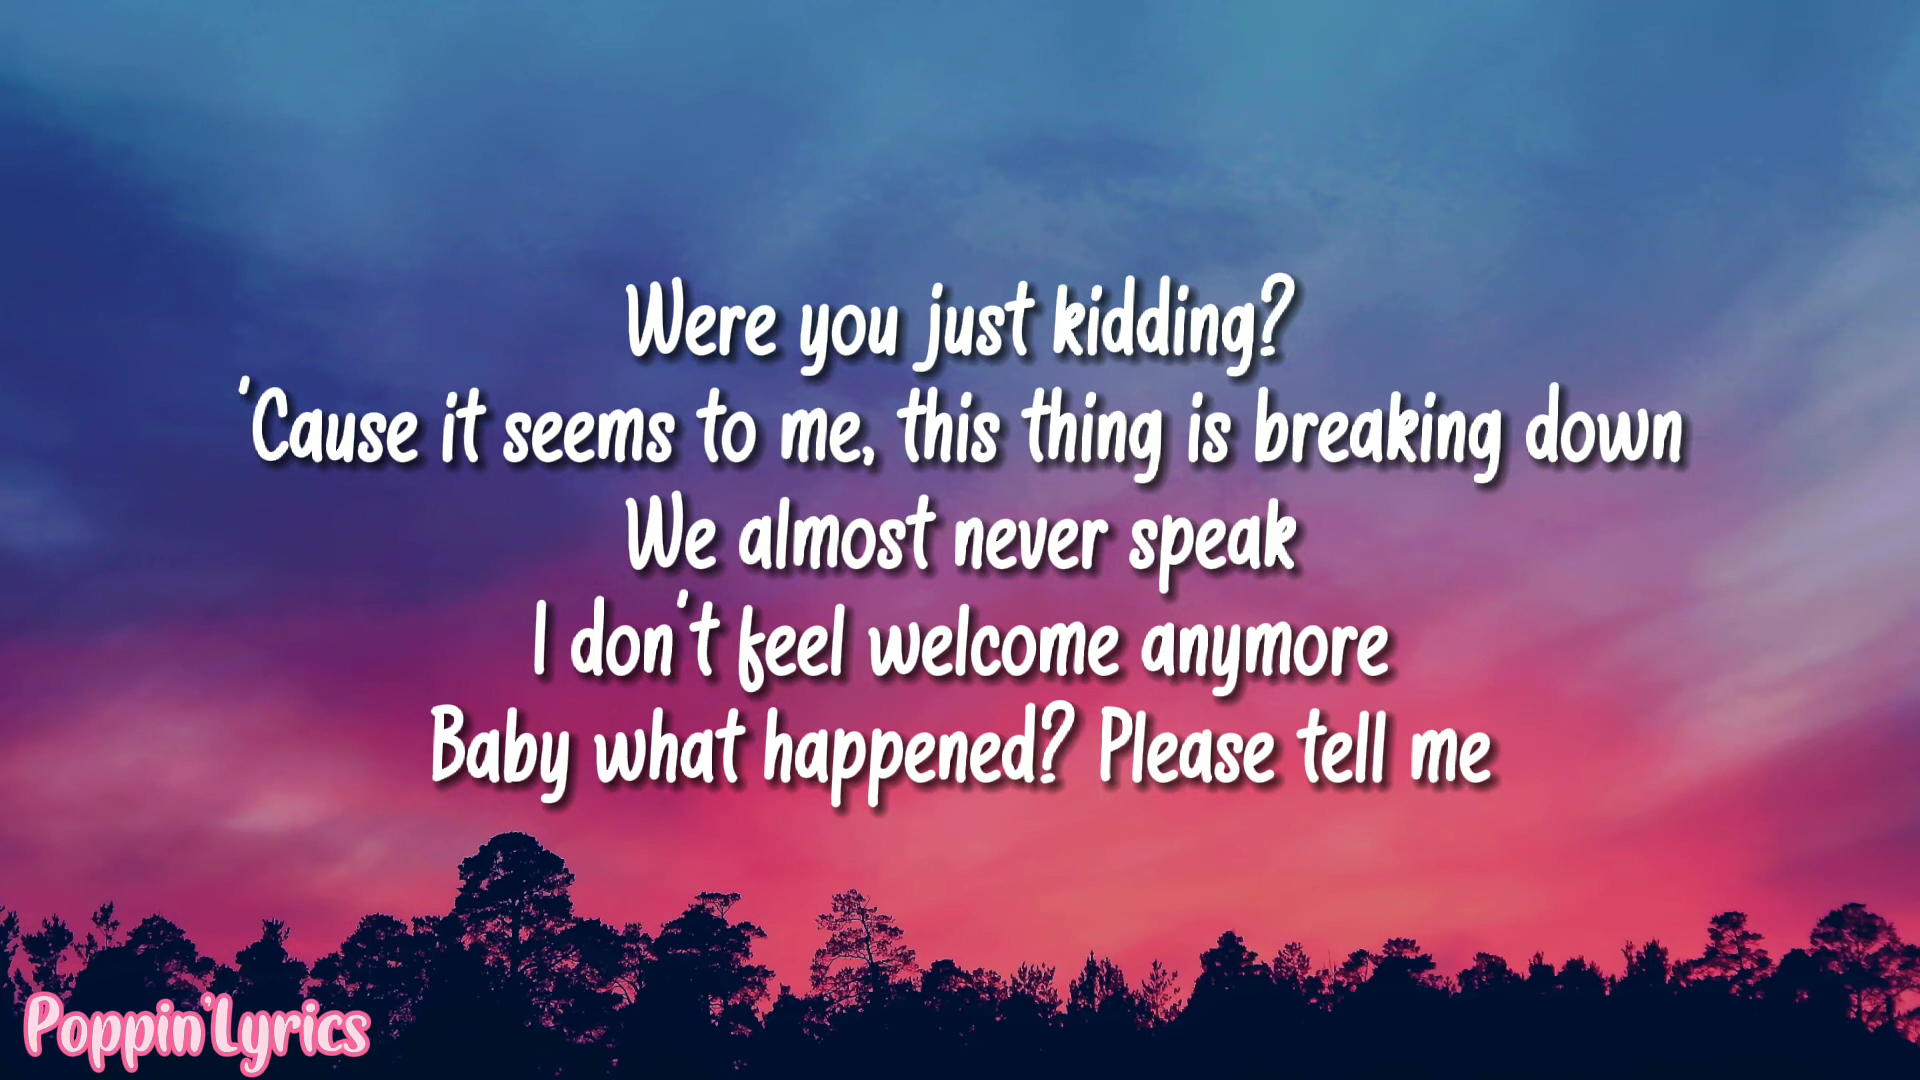 Were you just kidding?
'Cause it seems to me, this thing is breaking down
We almost never speak
I don't feel welcome anymore
Baby what happened? Please tell me
Poppin'Lyrics